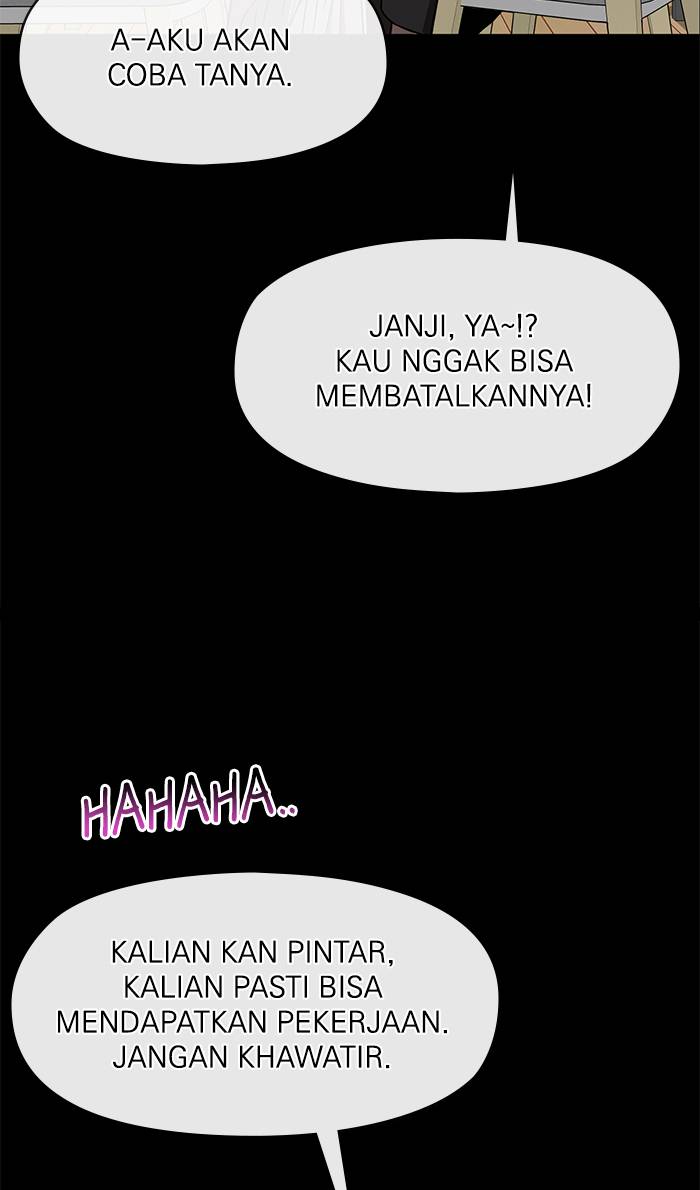 A-AKU AKAN
COBA TANYA.
JANJI, YA~!?
KAU NGGAK BISA
MEMBATALKANNYA!
HAHAHA..
KALIAN KAN PINTAR,
KALIAN PASTI BISA
MENDAPATKAN PEKERJAAN.
JANGAN KHAWATIR.